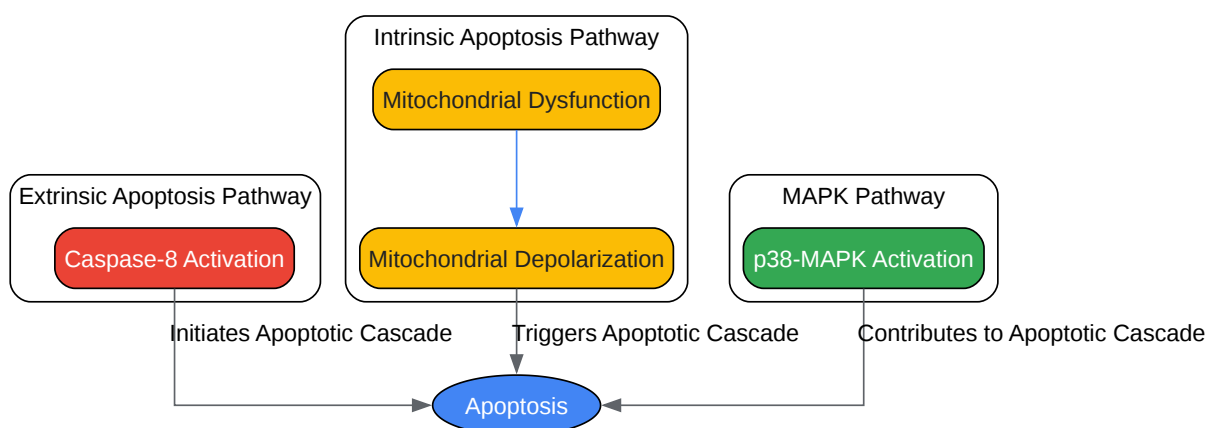 Intrinsic Apoptosis Pathway
Mitochondrial Dysfunction
Extrinsic Apoptosis Pathway
MAPK Pathway
Caspase-8 Activation
Mitochondrial Depolarization
p38-MAPK Activation
Initiates Apoptotic Cascade
Triggers Apoptotic Cascade
Contributes to Apoptotic Cascade
Apoptosis